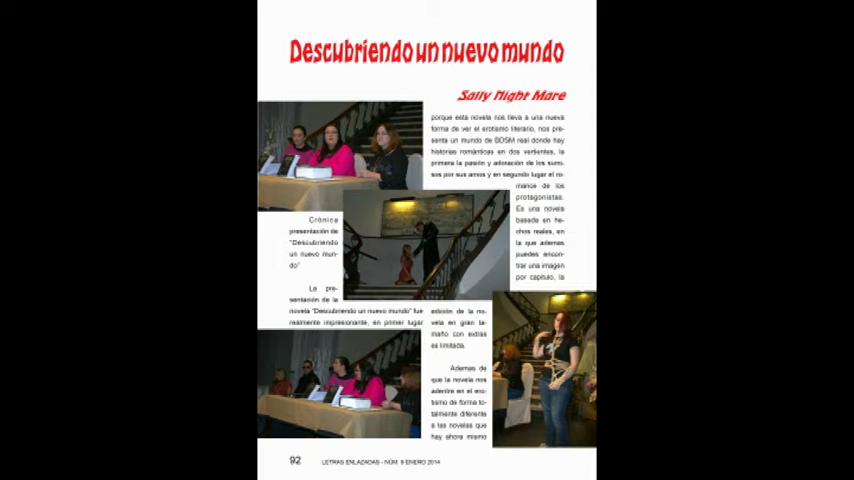 Descubriendo un nuevo mundo
Sally Night Mare
Crónica
presentación de
"Descubriendo
un nuevo mun-
do"
La pre-
sentación de la
novela "Descubriendo un nuevo mundo" fue
realmente impresionante, en primer lugar
porque esta novela nos lleva a una nueva
forma de ver el erotismo literario, nos pre-
senta un mundo de BDSM real donde hay
historias románticas en dos vertientes, la
primera la pasión y adoración de los sumi-
sos por sus amos y en segundo lugar el ro-
mance de los
protagonistas.
Es una novela
basada en he-
chos reales, en
la que ademas
puedes encon-
trar una imagen
por capitulo, la
edición de la no-
vela en gran ta-
maño con extras
es limitada.
Ademas de
que la novela nos
adentre en el ero-
tismo de forma to-
talmente diferente
a las novelas que
hay ahora mismo
92 LETRAS ENLAZADAS - NÚM. 9 ENERO 2014